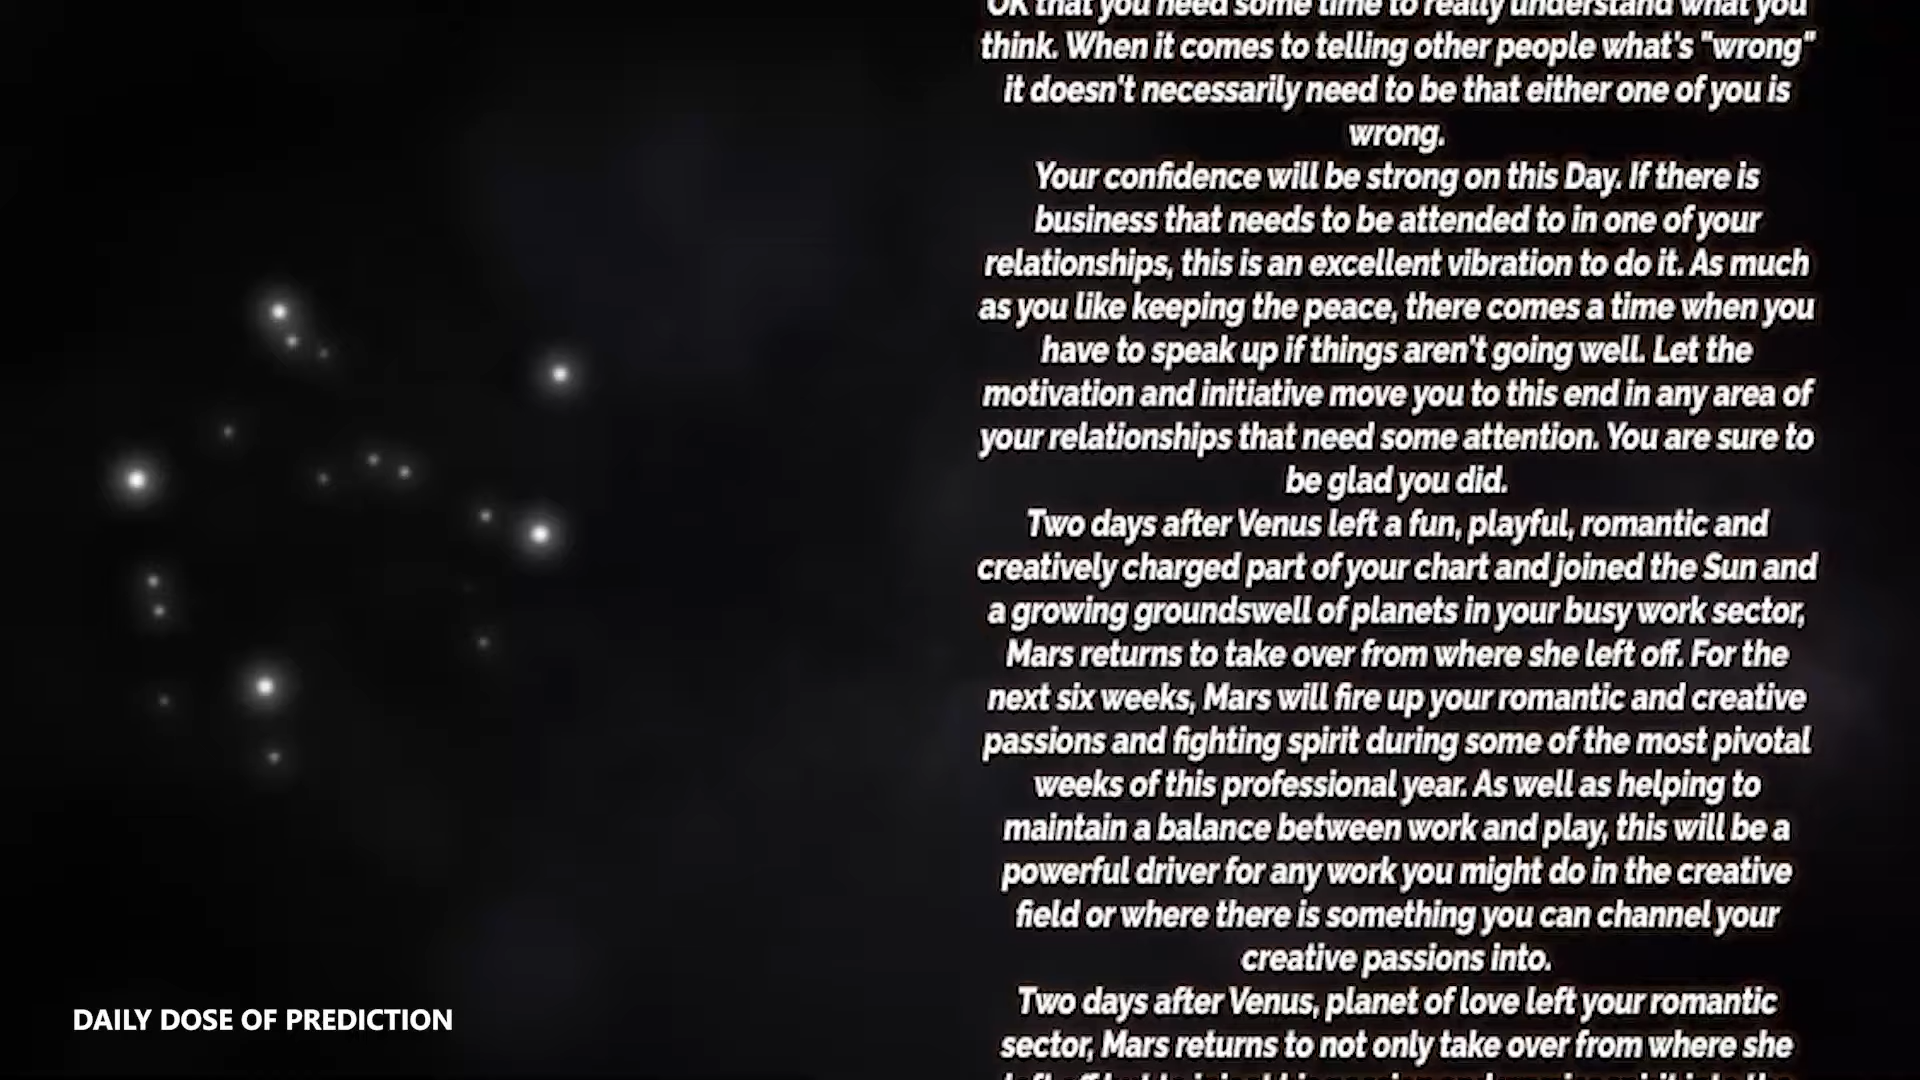 OK that you need some time to really understand what you
think. When it comes to telling other people what's "wrong"
it doesn't necessarily need to be that either one of you is
wrong.
Your confidence will be strong on this Day. If there is
business that needs to be attended to in one of your
relationships, this is an excellent vibration to do it. As much
as you like keeping the peace, there comes a time when you
have to speak up if things aren't going well. Let the
motivation and initiative move you to this end in any area of
your relationships that need some attention. You are sure to
be glad you did.
Two days after Venus left a fun, playful, romantic and
creatively charged part of your chart and joined the Sun and
a growing groundswell of planets in your busy work sector,
Mars returns to take over from where she left off. For the
next six weeks, Mars will fire up your romantic and creative
passions and fighting spirit during some of the most pivotal
weeks of this professional year. As well as helping to
maintain a balance between work and play, this will be a
powerful driver for any work you might do in the creative
field or where there is something you can channel your
creative passions into.
Two days after Venus, planet of love left your romantic
sector, Mars returns to not only take over from where she
DAILY DOSE OF PREDICTION